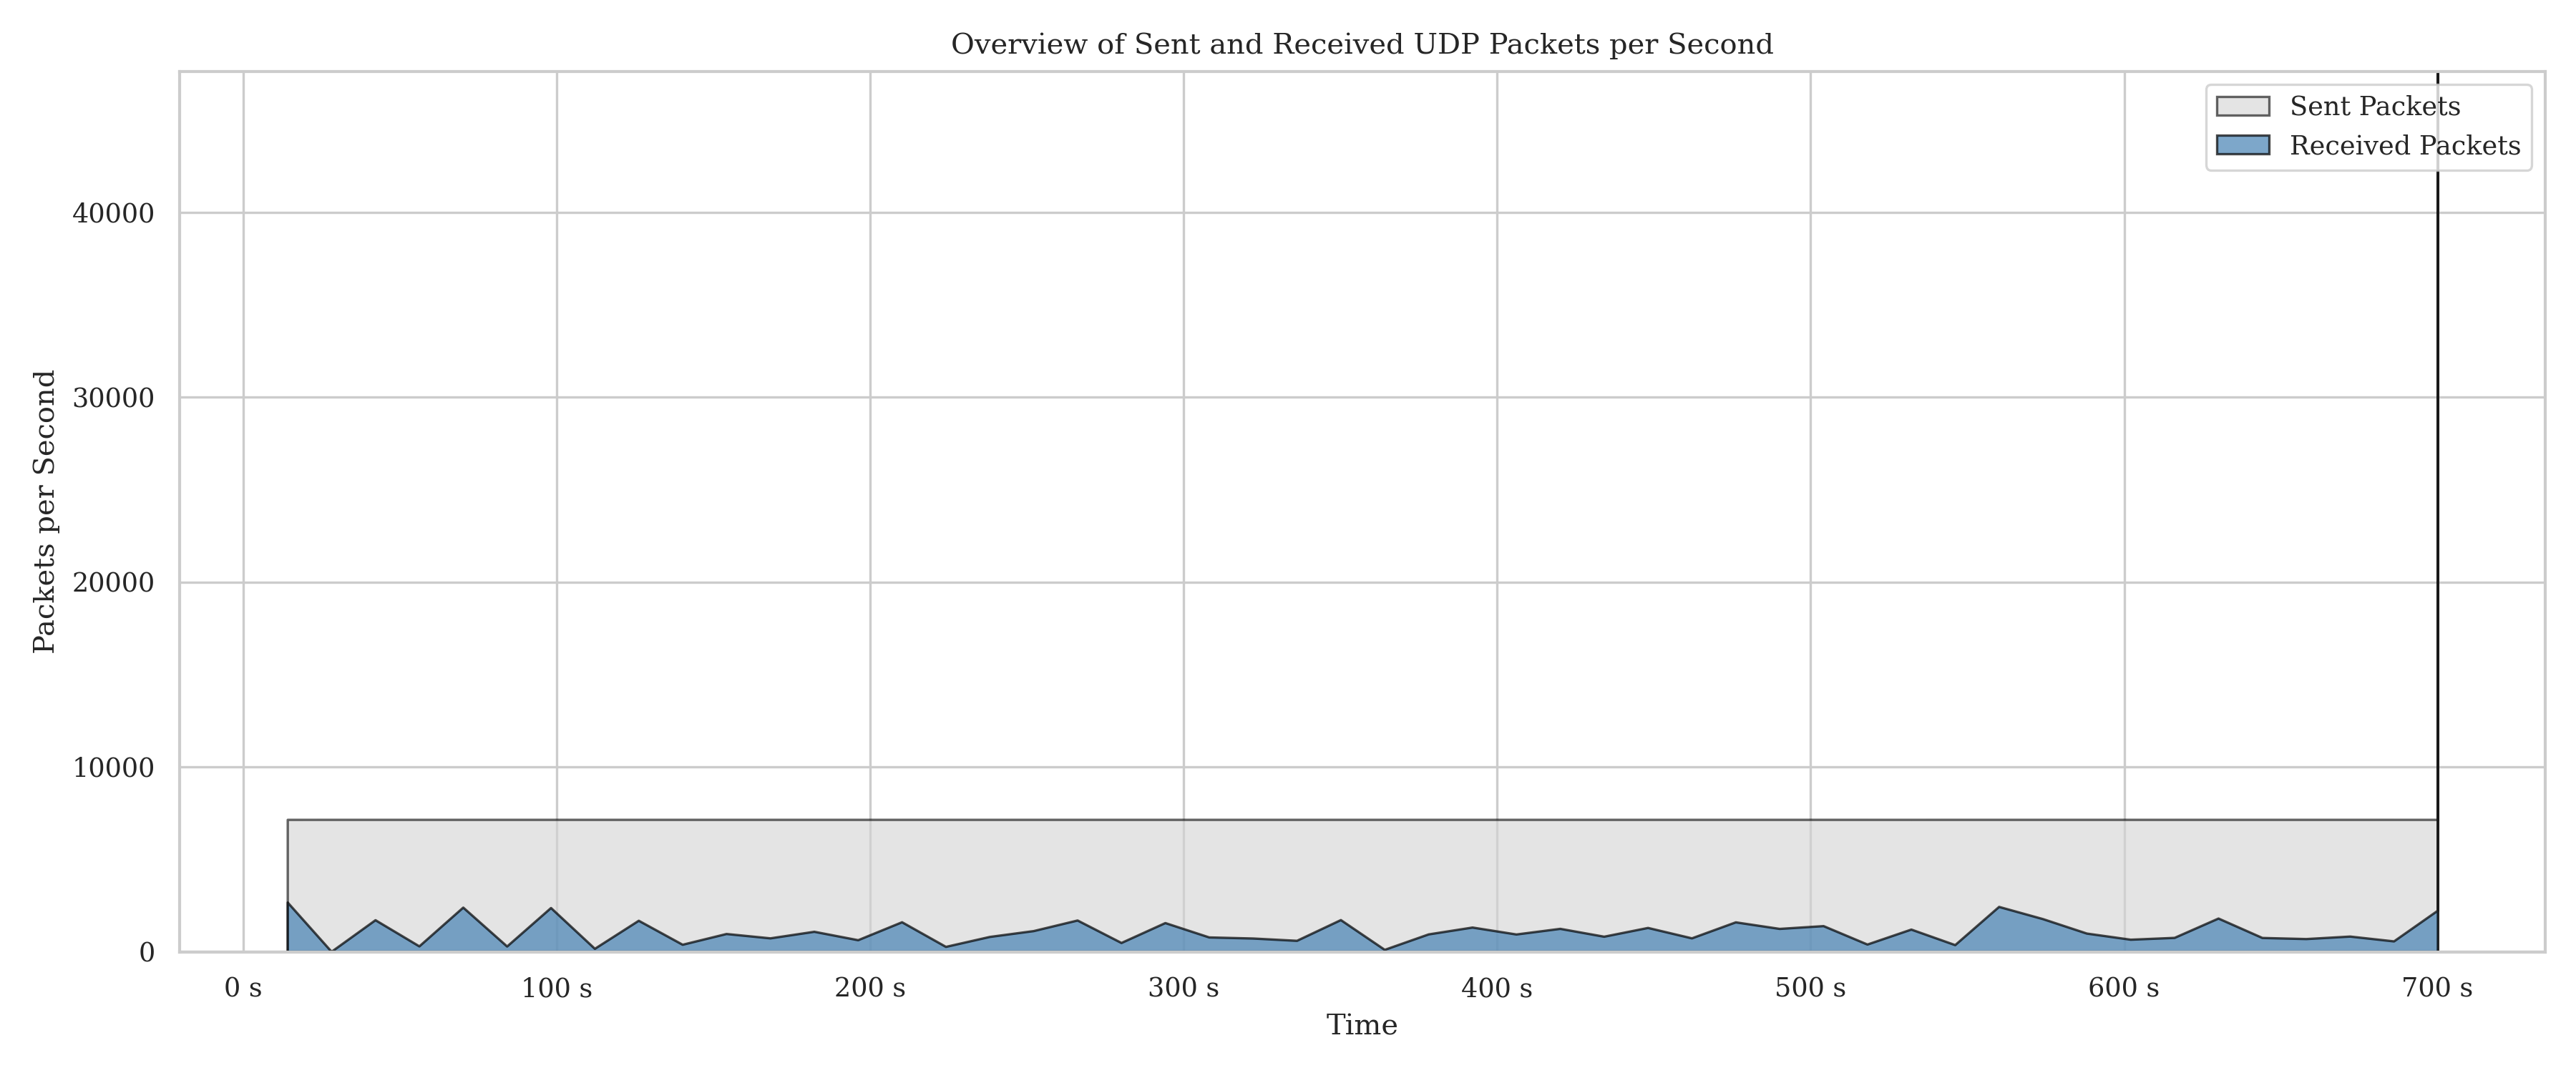 Overview of Sent and Received UDP Packets per Second
Sent Packets
Received Packets
Packets per Second
40000
30000
20000
10000
0
0 s
100 s
200 s
300 s
400 s
500 s
600 s
700 s
Time